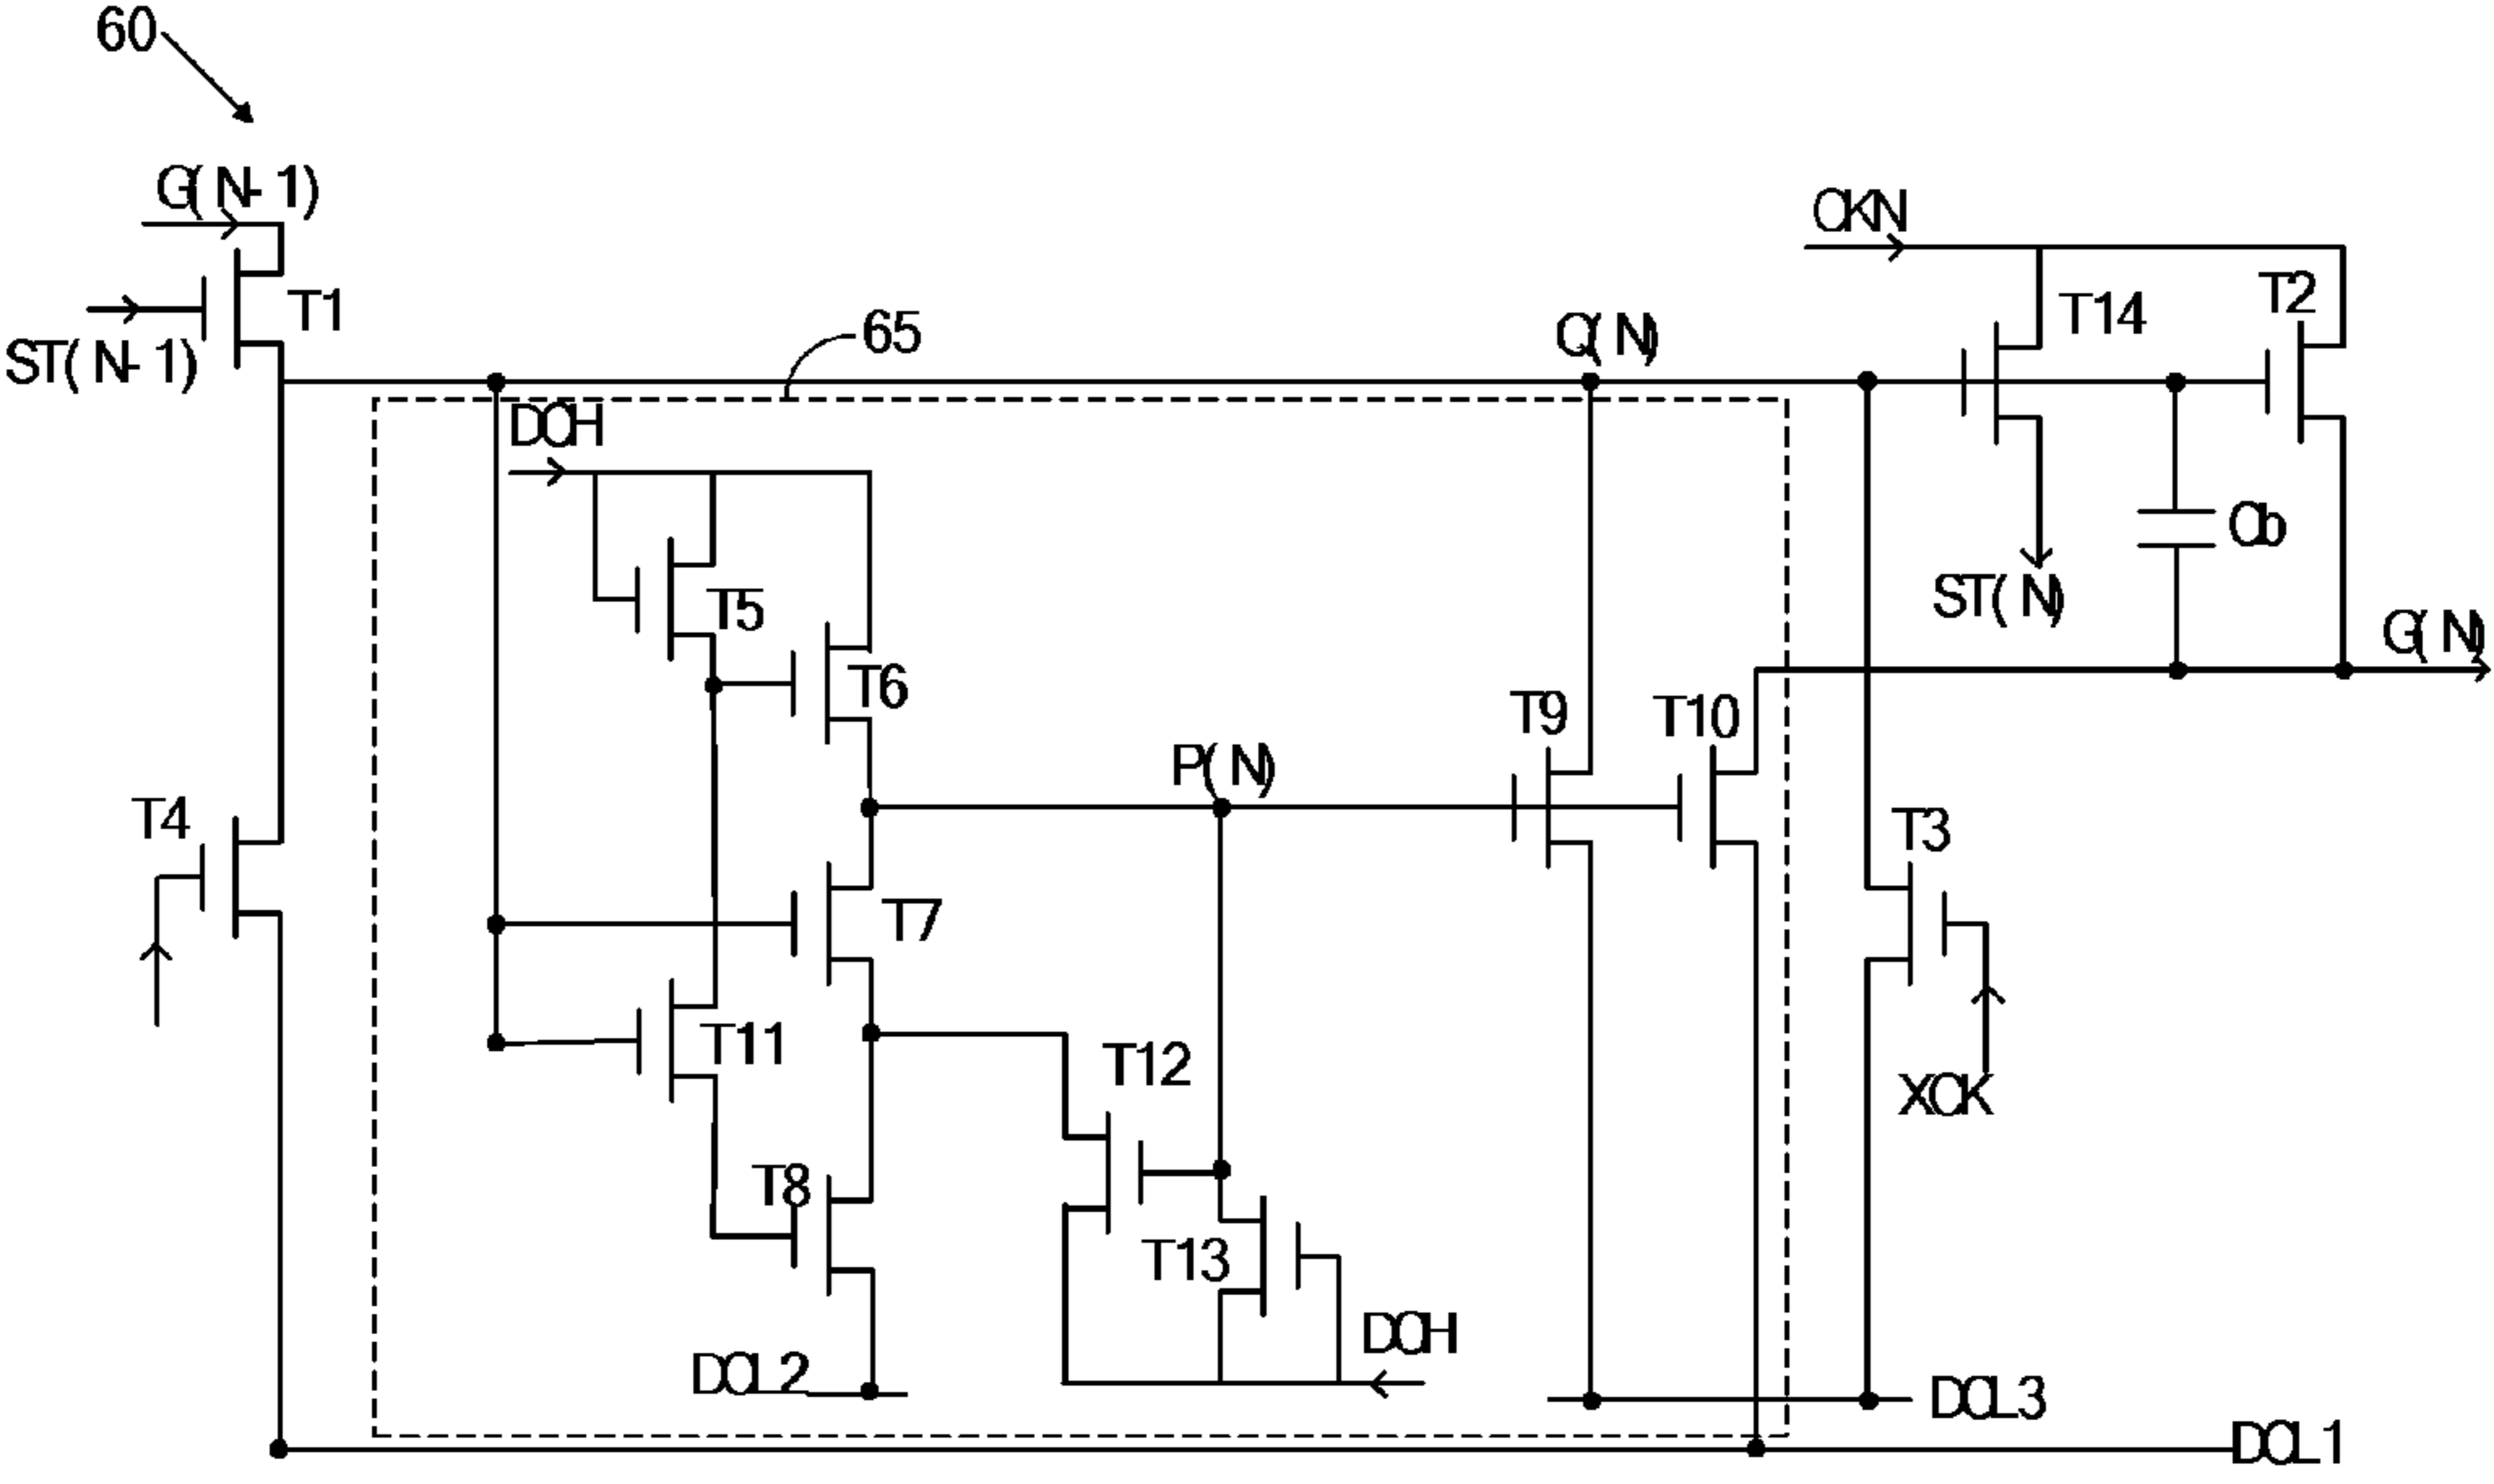 60
G(N-1)
CKN
T1
T14
T2
ST(N-1)
65
Q(N)
DCH
Cb
T5
ST(N)
G(N)
T6
T9
T10
P(N)
T4
T3
T7
T11
T12
XCK
T8
T13
DCH
DCL2
DCL3
DCL1